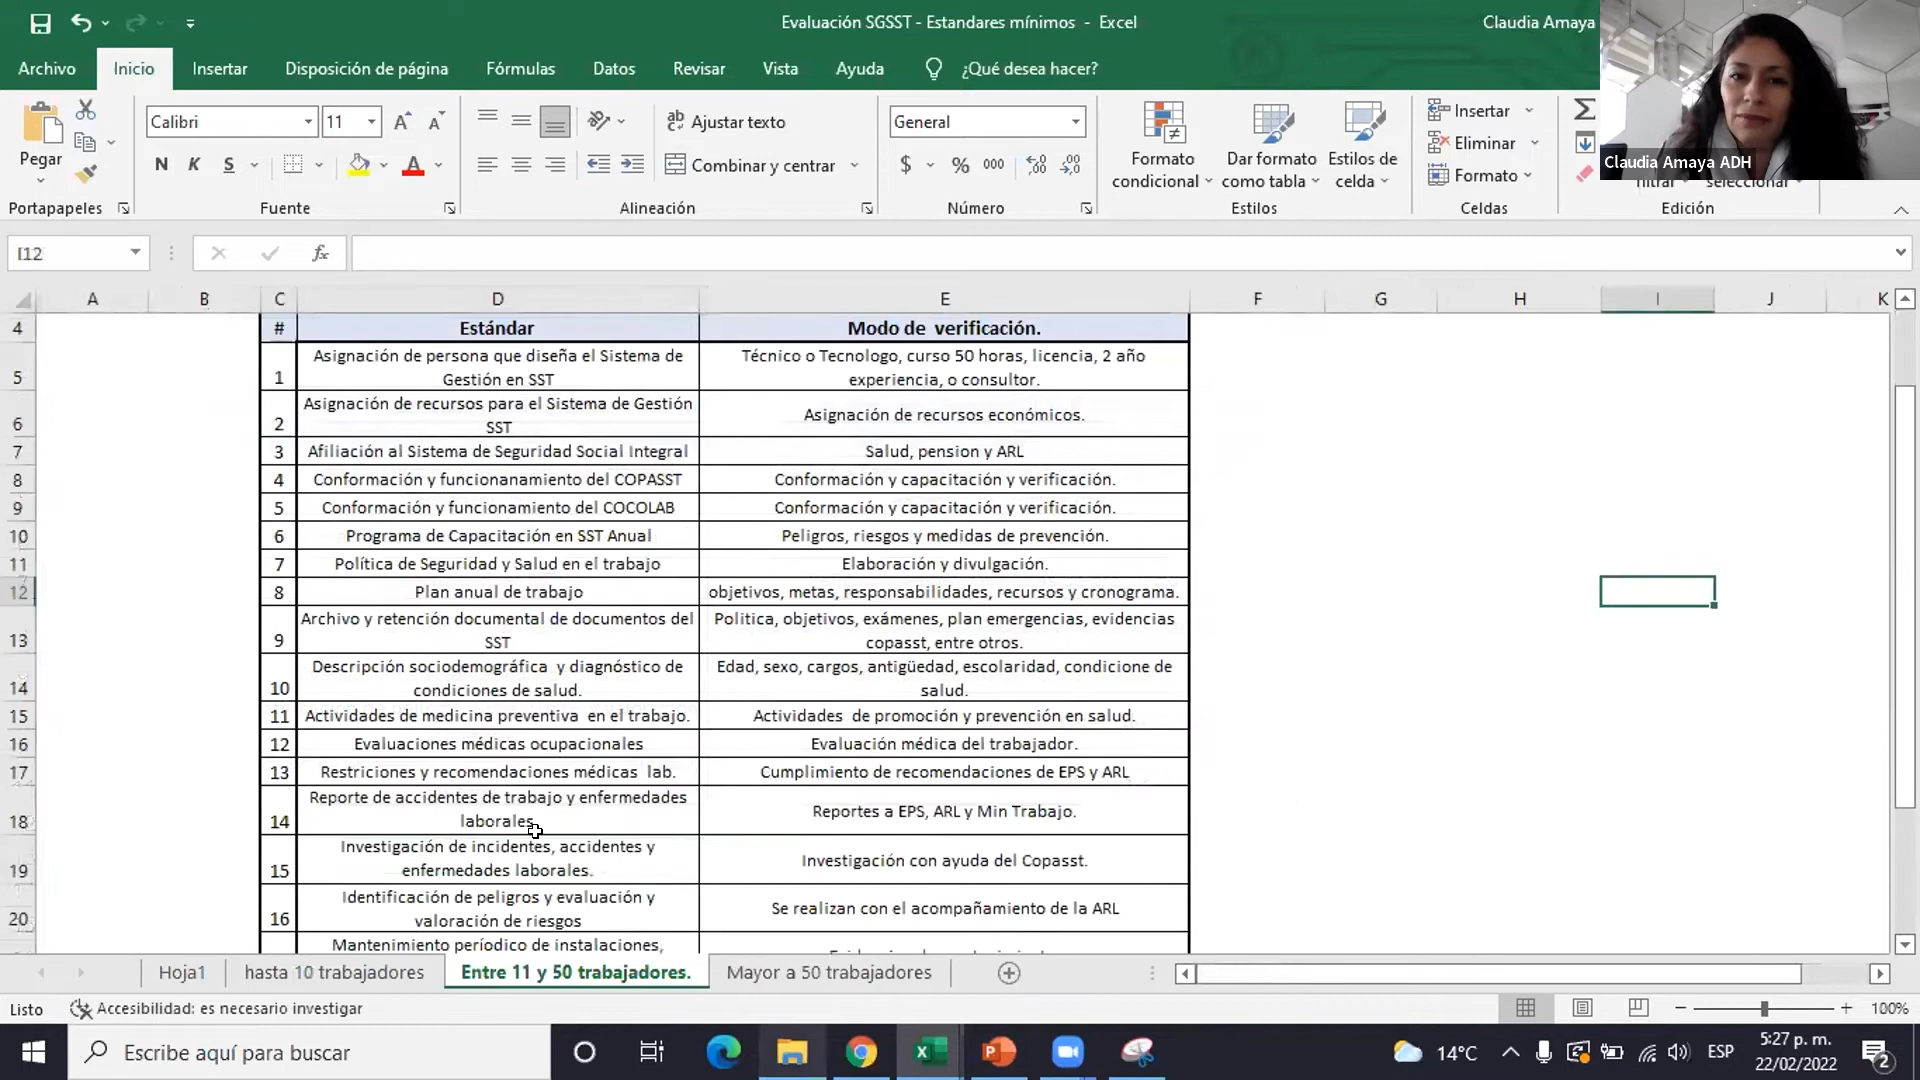 Evaluación SGSST - Estandares mínimos - Excel
Claudia Amaya
Archivo Inicio Insertar Disposición de página Fórmulas Datos Revisar Vista Ayuda ¿Qué desea hacer?
Pegar
Calibri 11
N K S
Ajustar texto
Combinar y centrar
General
$ % 000
Formato condicional
Dar formato como tabla
Estilos de celda
Insertar
Eliminar
Formato
Claudia Amaya ADH
Portapapeles Fuente Alineación Número Estilos Celdas Edición
I12
fx
A B C D E F G H I J K
4 # Estándar Modo de verificación.
5 1 Asignación de persona que diseña el Sistema de Gestión en SST Técnico o Tecnologo, curso 50 horas, licencia, 2 año experiencia, o consultor.
6 2 Asignación de recursos para el Sistema de Gestión SST Asignación de recursos económicos.
7 3 Afiliación al Sistema de Seguridad Social Integral Salud, pension y ARL
8 4 Conformación y funcionanamiento del COPASST Conformación y capacitación y verificación.
9 5 Conformación y funcionamiento del COCOLAB Conformación y capacitación y verificación.
10 6 Programa de Capacitación en SST Anual Peligros, riesgos y medidas de prevención.
11 7 Política de Seguridad y Salud en el trabajo Elaboración y divulgación.
12 8 Plan anual de trabajo objetivos, metas, responsabilidades, recursos y cronograma.
13 9 Archivo y retención documental de documentos del SST Politica, objetivos, exámenes, plan emergencias, evidencias copasst, entre otros.
14 10 Descripción sociodemográfica y diagnóstico de condiciones de salud. Edad, sexo, cargos, antigüedad, escolaridad, condicione de salud.
15 11 Actividades de medicina preventiva en el trabajo. Actividades de promoción y prevención en salud.
16 12 Evaluaciones médicas ocupacionales Evaluación médica del trabajador.
17 13 Restriciones y recomendaciones médicas lab. Cumplimiento de recomendaciones de EPS y ARL
18 14 Reporte de accidentes de trabajo y enfermedades laborales Reportes a EPS, ARL y Min Trabajo.
19 15 Investigación de incidentes, accidentes y enfermedades laborales. Investigación con ayuda del Copasst.
20 16 Identificación de peligros y evaluación y valoración de riesgos Se realizan con el acompañamiento de la ARL
Mantenimiento períodico de instalaciones,
Hoja1 hasta 10 trabajadores Entre 11 y 50 trabajadores. Mayor a 50 trabajadores
Listo Accesibilidad: es necesario investigar 100%
Escribe aquí para buscar
14°C ESP 5:27 p. m.
22/02/2022
2